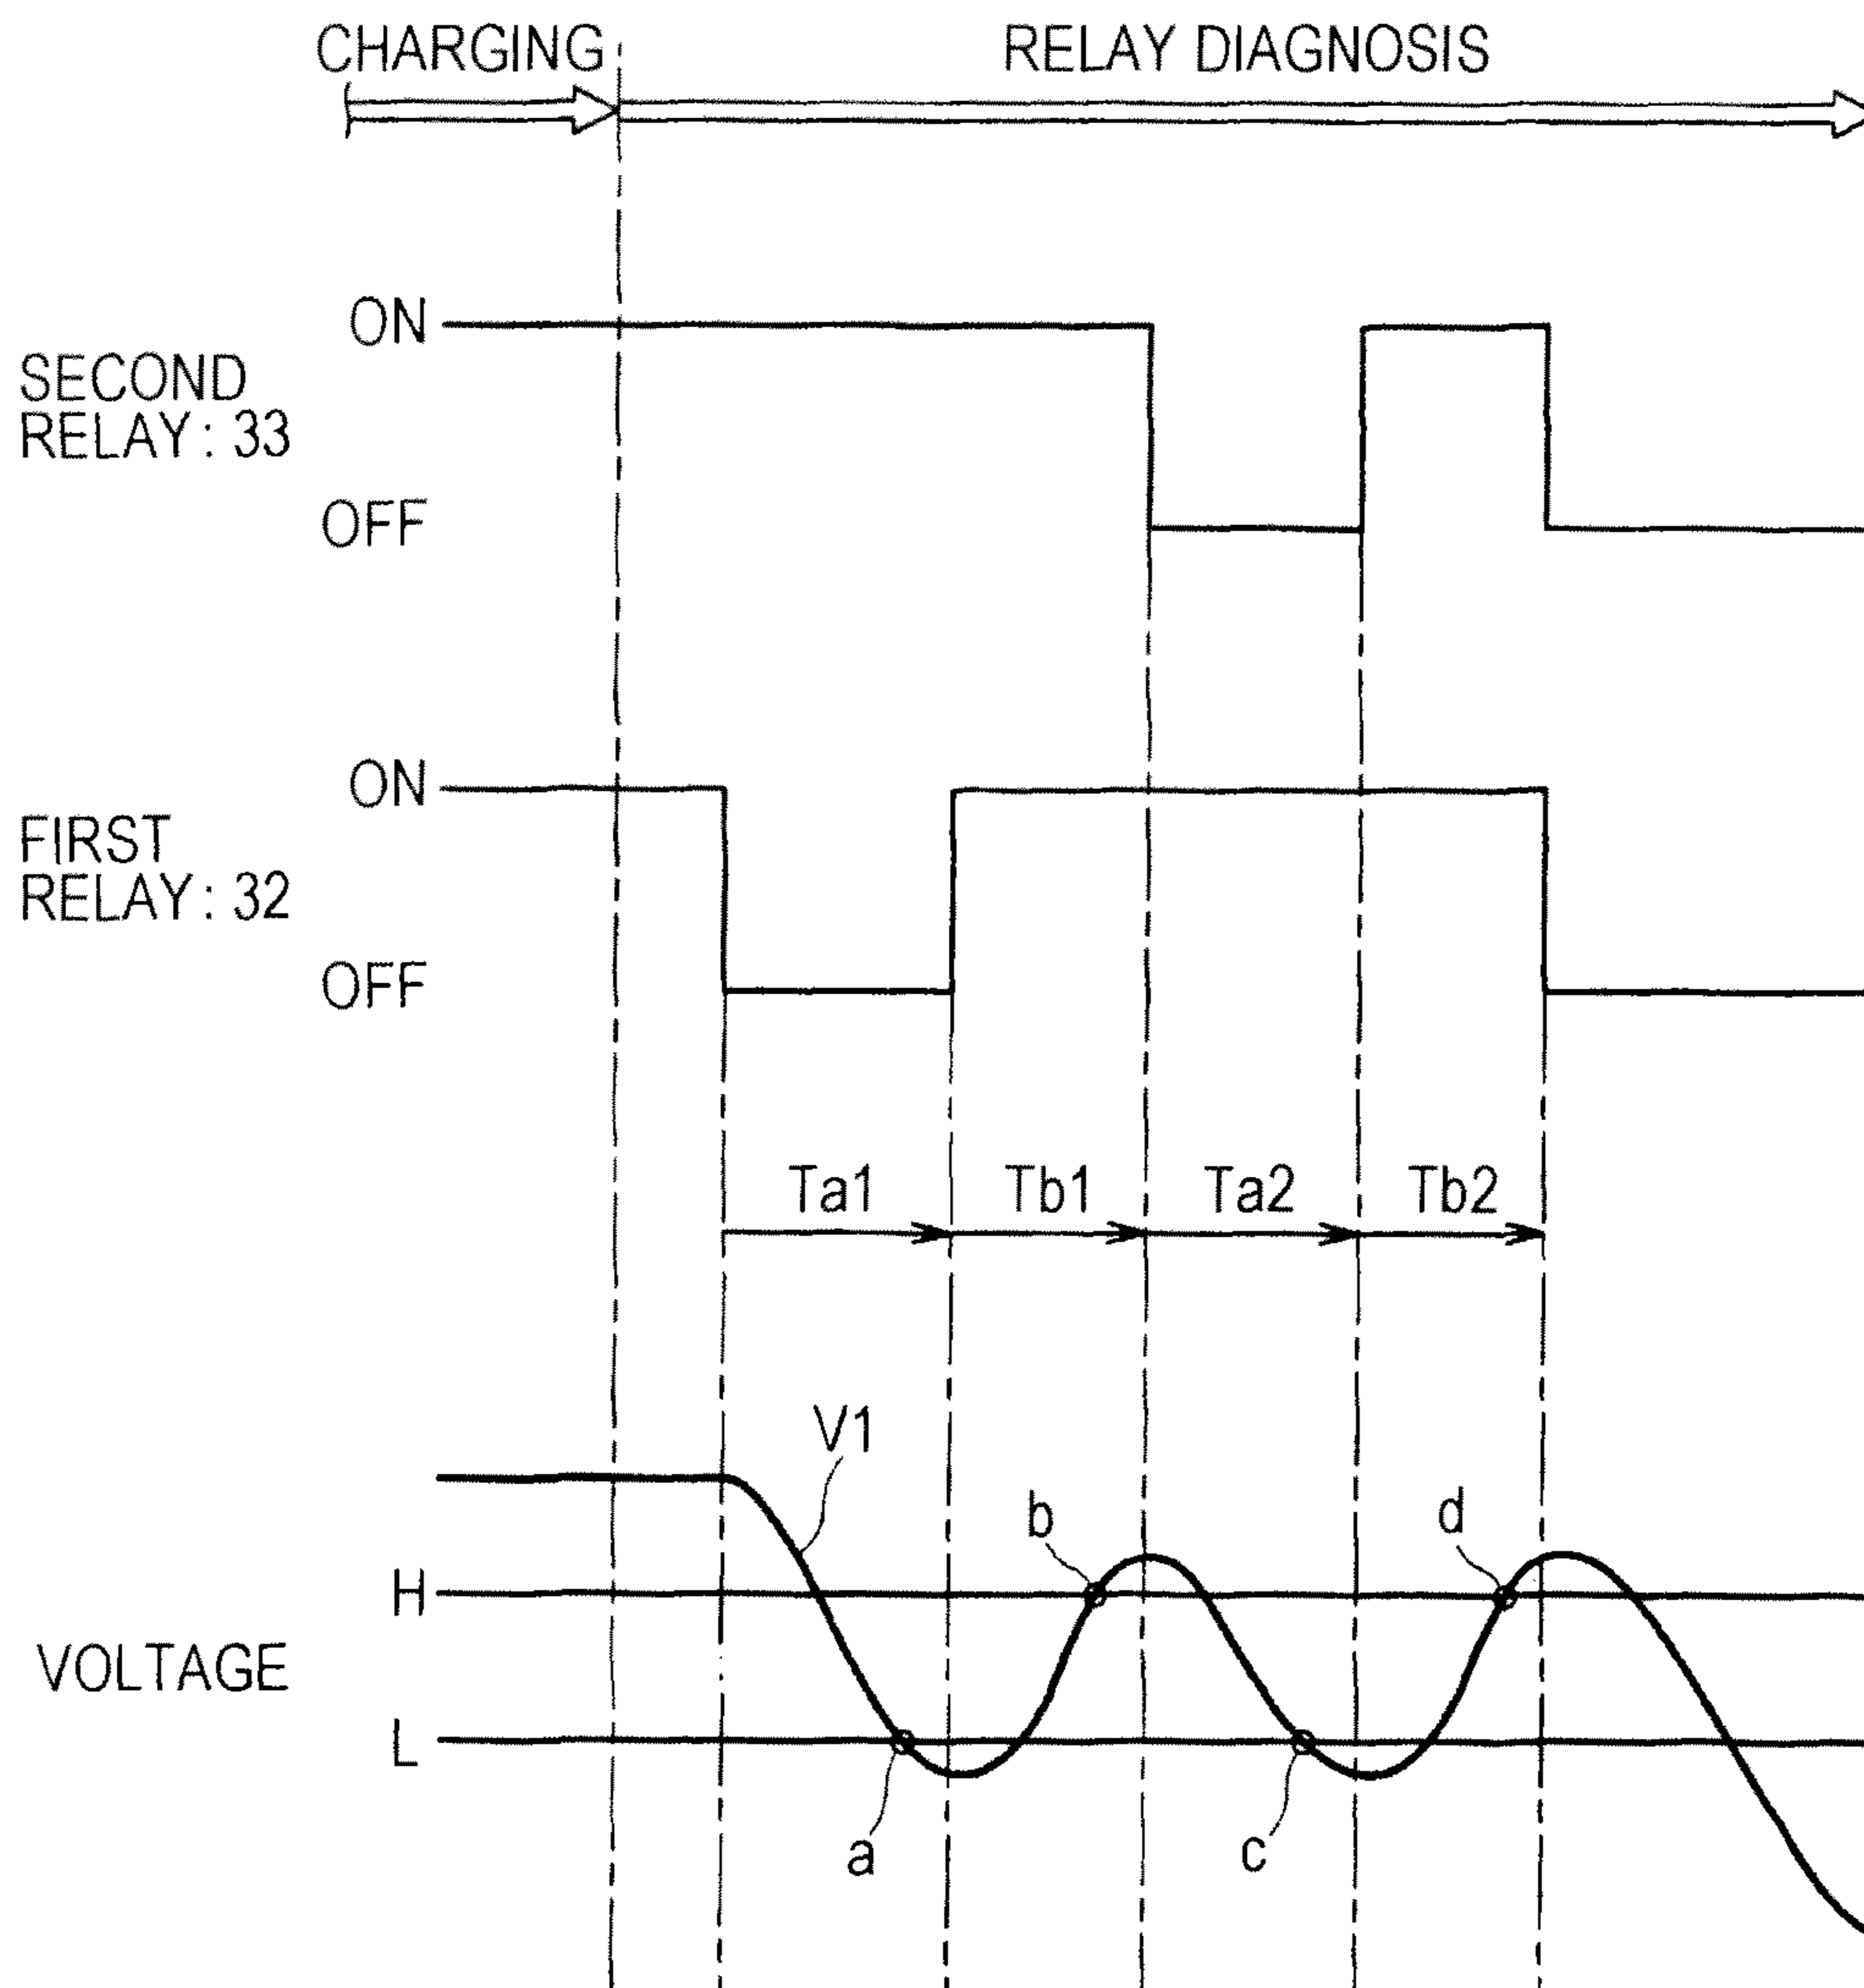 CHARGING
RELAY DIAGNOSIS
ON
SECOND
RELAY: 33
OFF
ON
FIRST
RELAY: 32
OFF
Ta1
Tb1
Ta2
Tb2
V1
b
d
H
VOLTAGE
L
a
c